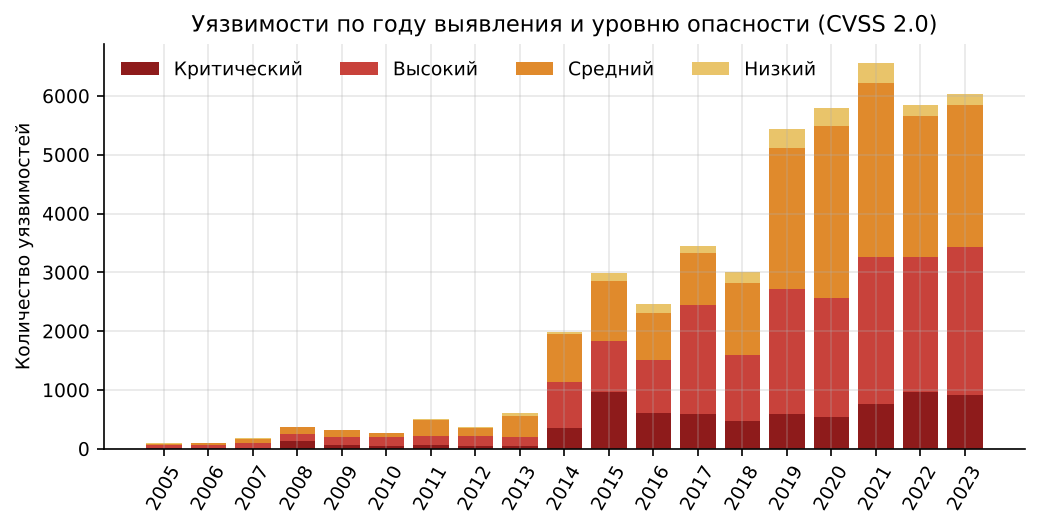 Уязвимости по году выявления и уровню опасности (CVSS 2.0)
Критический Высокий Средний Низкий
Количество уязвимостей
6000
5000
4000
3000
2000
1000
0
2005 2006 2007 2008 2009 2010 2011 2012 2013 2014 2015 2016 2017 2018 2019 2020 2021 2022 2023